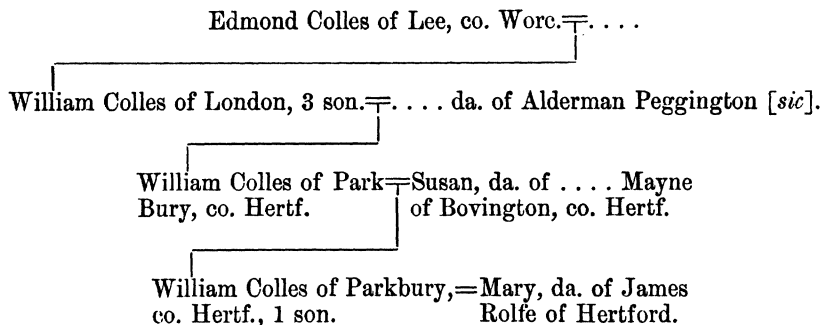 Edmond Colles of Lee, co. Worc.=. . . .
William Colles of London, 3 son.=. . . . da. of Alderman Peggington [sic].
William Colles of Park=Susan, da. of . . . . Mayne
Bury, co. Hertf. of Bovington, co. Hertf.
William Colles of Parkbury,=Mary, da. of James
co. Hertf., 1 son. Rolfe of Hertford.